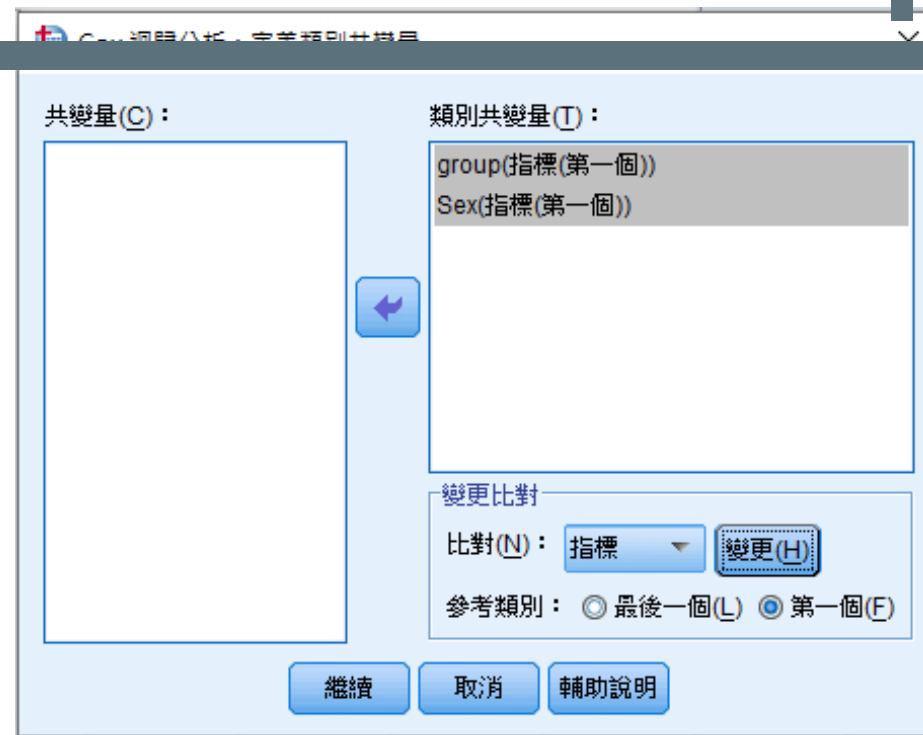 共變量(C)：
類別共變量(T)：
group(指標(第一個))
Sex(指標(第一個))
變更比對
比對(N)： 指標 變更(H)
參考類別： 最後一個(L) 第一個(F)
繼續 取消 輔助說明